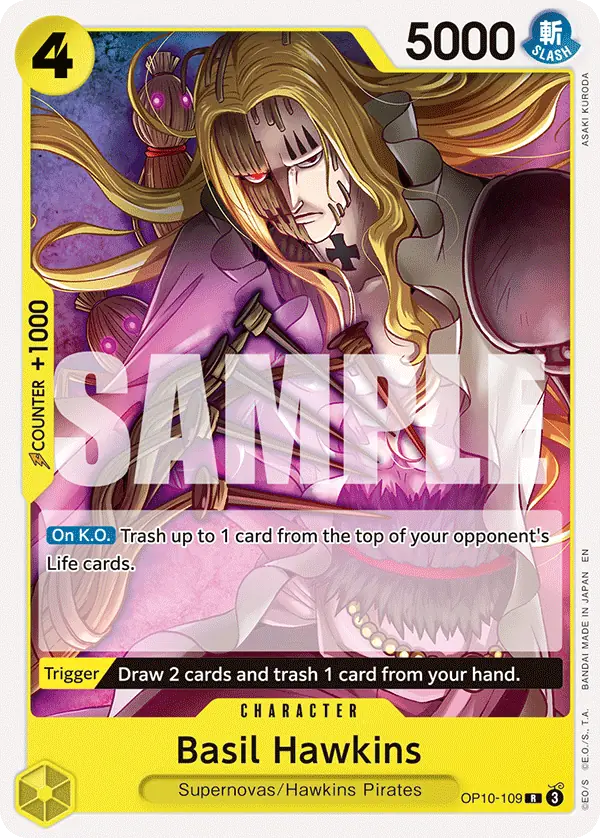 4
5000
斬
SLASH
ASAKI KURODA
COUNTER +1000
SAMPLE
On K.O. Trash up to 1 card from the top of your opponent's
Life cards.
Trigger Draw 2 cards and trash 1 card from your hand.
CHARACTER
Basil Hawkins
Supernovas/Hawkins Pirates
OP10-109 R 3
©E.O/S ©E.O./S., T.A. BANDAI MADE IN JAPAN EN